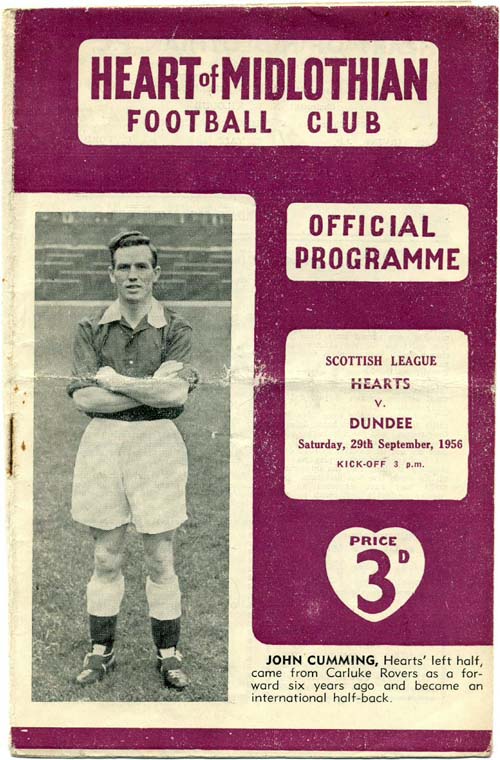 HEART of MIDLOTHIAN
FOOTBALL CLUB
OFFICIAL
PROGRAMME
SCOTTISH LEAGUE
HEARTS
v.
DUNDEE
Saturday, 29th September, 1956
KICK-OFF 3 p.m.
PRICE
3D
JOHN CUMMING, Hearts' left half,
came from Carluke Rovers as a for-
ward six years ago and became an
international half-back.